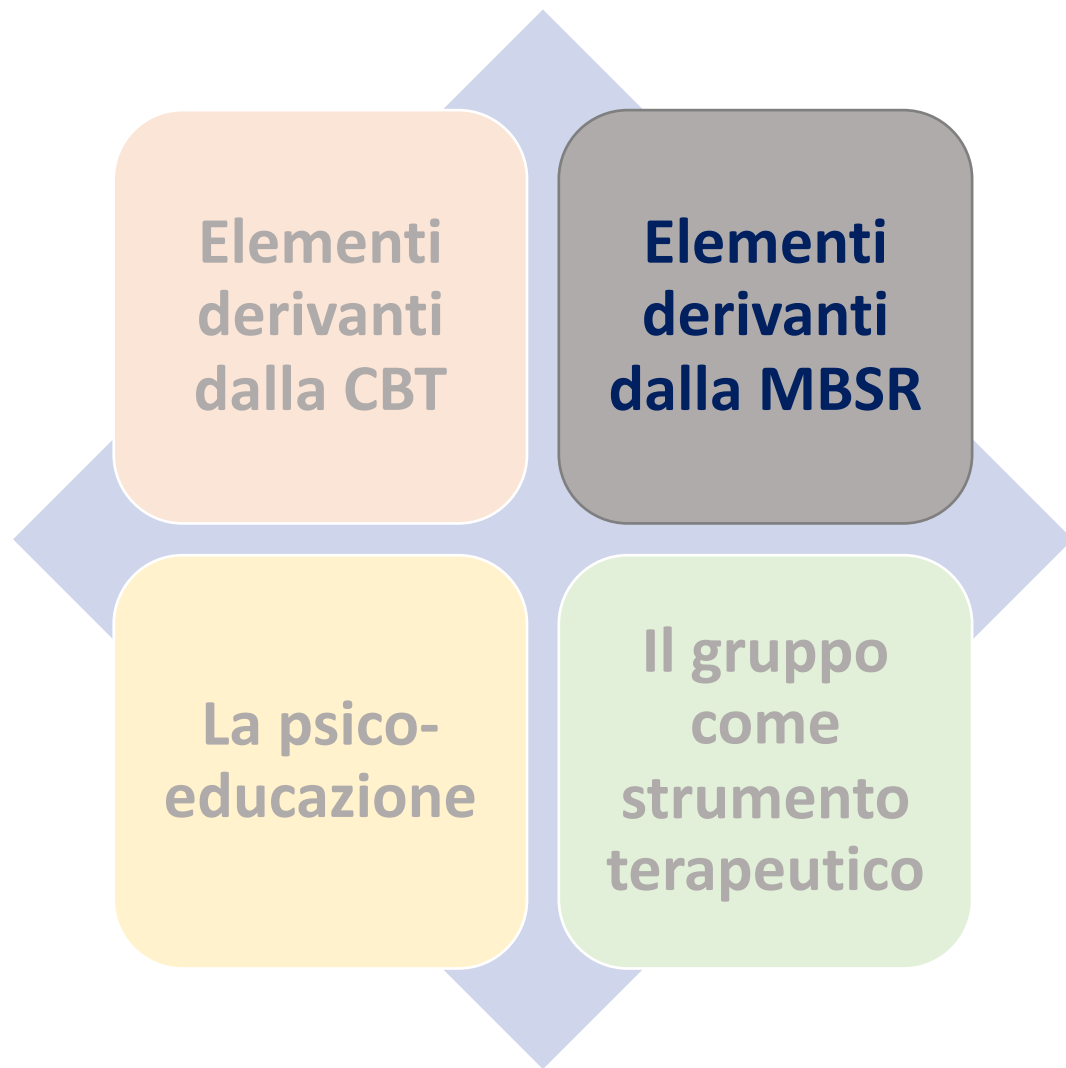 Elementi
derivanti
dalla CBT
Elementi
derivanti
dalla MBSR
La psico-
educazione
Il gruppo
come
strumento
terapeutico